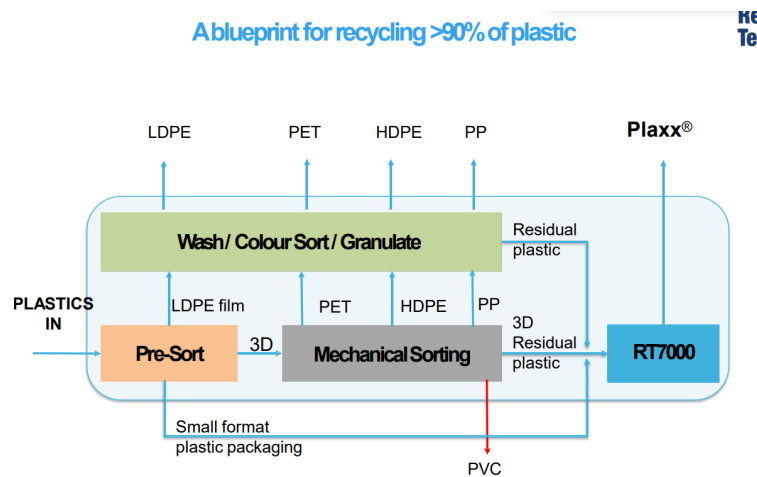 A blueprint for recycling >90% of plastic
Re
Te
LDPE
PET
HDPE
PP
Plaxx®
Wash / Colour Sort / Granulate
Residual
plastic
PLASTICS
IN
LDPE film
PET
HDPE
PP
3D
Residual
plastic
Pre-Sort
3D
Mechanical Sorting
RT7000
Small format
plastic packaging
PVC